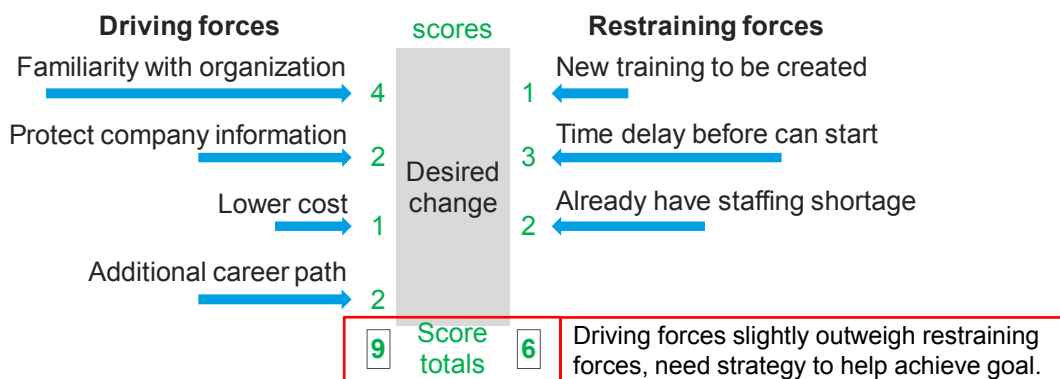 Driving forces
scores
Restraining forces
Familiarity with organization
4
1
New training to be created
Protect company information
2
3
Time delay before can start
Desired
change
Lower cost
1
2
Already have staffing shortage
Additional career path
2
9
Score
totals
6
Driving forces slightly outweigh restraining
forces, need strategy to help achieve goal.